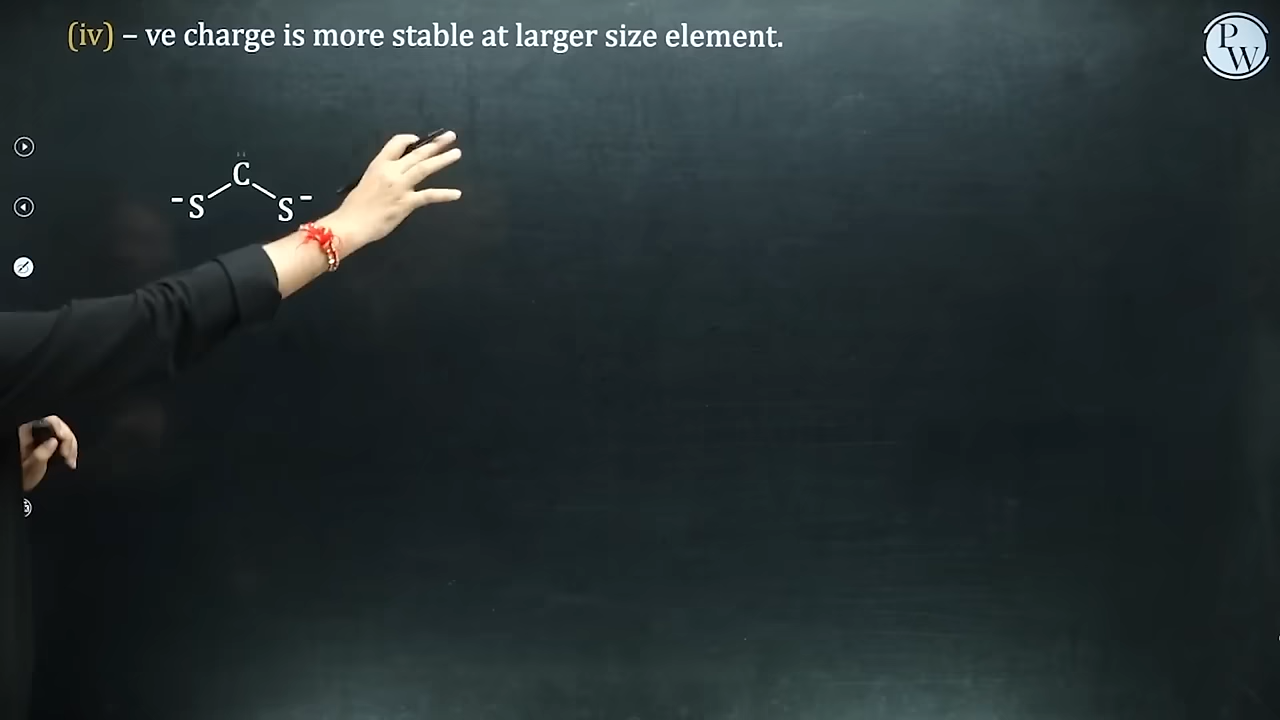 (iv) – ve charge is more stable at larger size element.
PW
C
-S S-